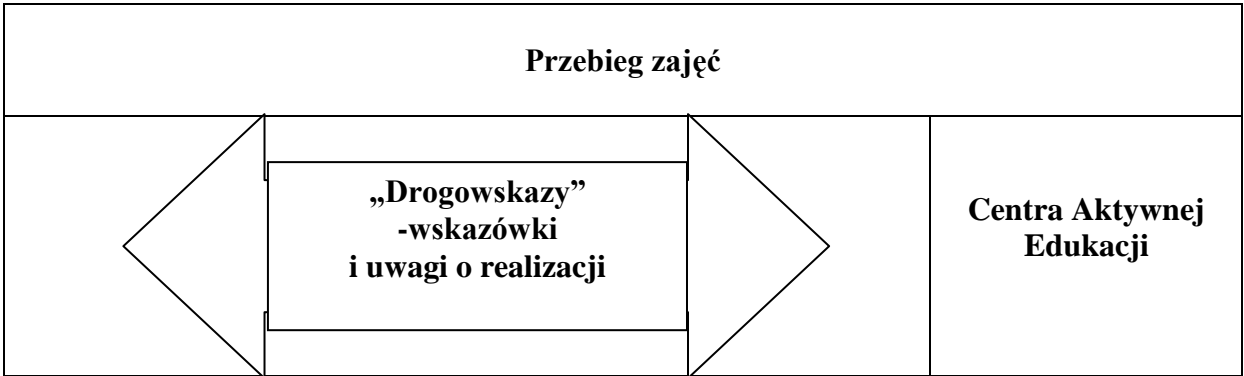 Przebieg zajęć
„Drogowskazy”
-wskazówki
i uwagi o realizacji
Centra Aktywnej
Edukacji